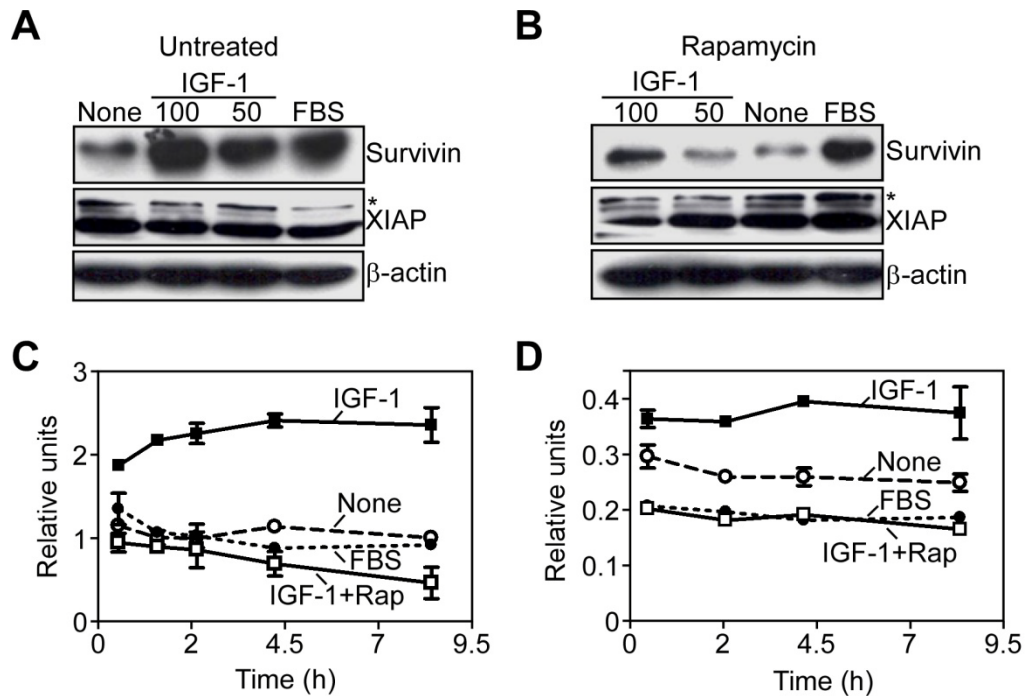 A
Untreated
IGF-1
None 100 50 FBS
Survivin
*
XIAP
β-actin
B
Rapamycin
IGF-1
100 50 None FBS
Survivin
*
XIAP
β-actin
C
Relative units
3
2
1
0
IGF-1
None
FBS
IGF-1+Rap
0 2 4.5 7 9.5
Time (h)
D
Relative units
0.4
0.3
0.2
0.1
0
IGF-1
None
FBS
IGF-1+Rap
0 2 4.5 7 9.5
Time (h)